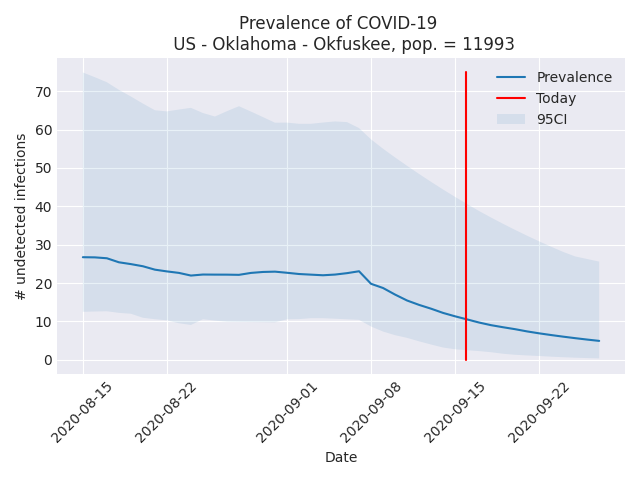 Prevalence of COVID-19
US - Oklahoma - Okfuskee, pop. = 11993
Prevalence
Today
95CI
# undetected infections
70
60
50
40
30
20
10
0
2020-08-15
2020-08-22
2020-09-01
2020-09-08
2020-09-15
2020-09-22
Date